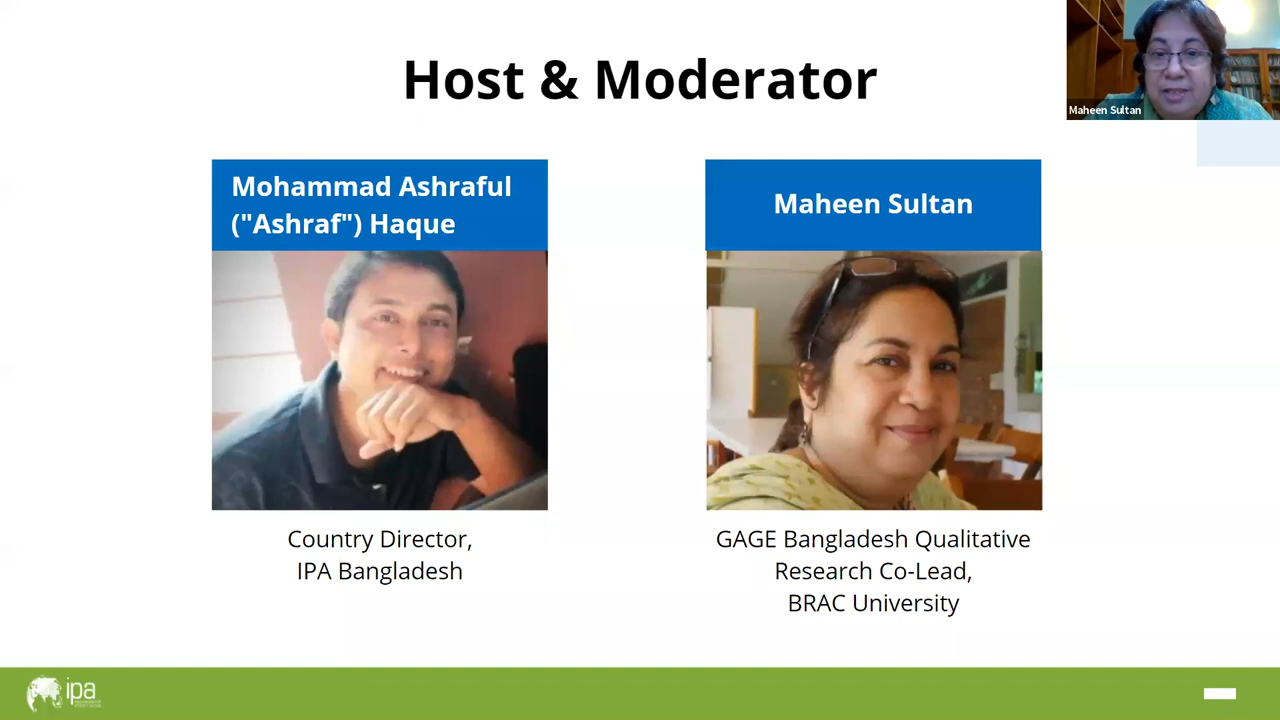 Host & Moderator
Maheen Sultan
Mohammad Ashraful
("Ashraf") Haque
Maheen Sultan
Country Director,
IPA Bangladesh
GAGE Bangladesh Qualitative
Research Co-Lead,
BRAC University
ipa